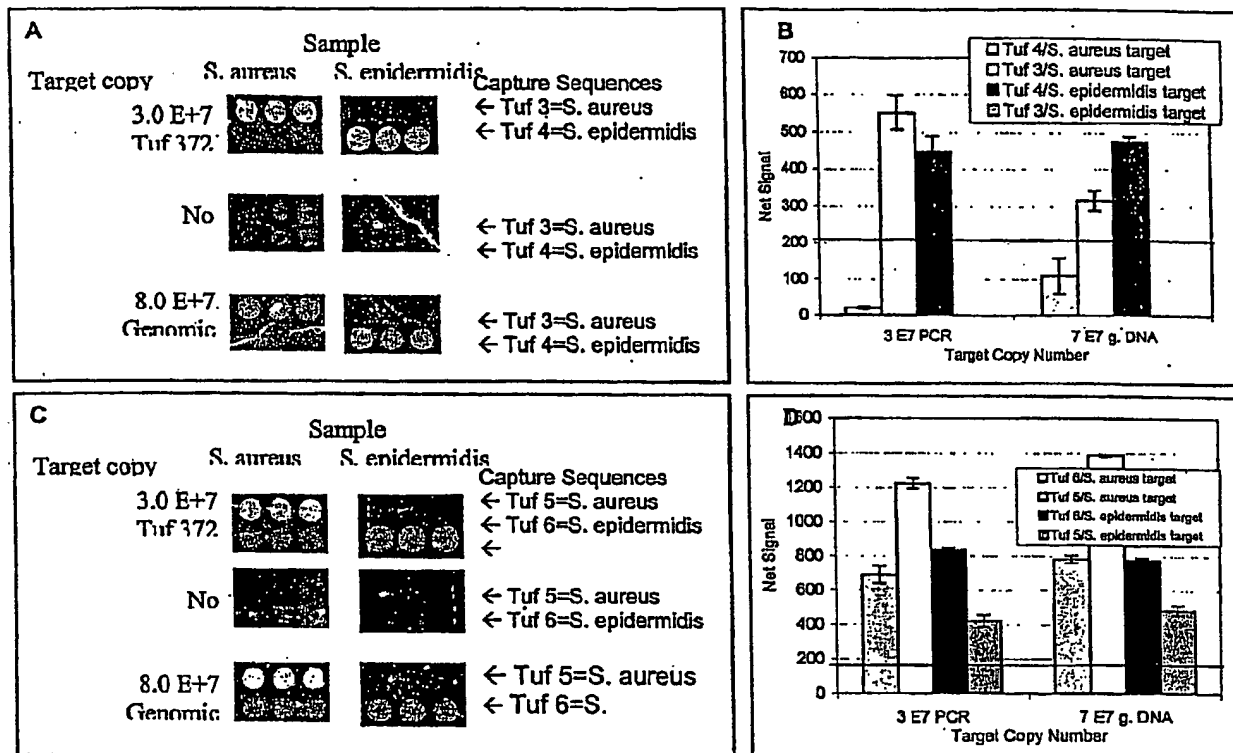 A
Sample
Target copy S. aureus S. epidermidis Capture Sequences
3.0 E+7 ← Tuf 3=S. aureus
Tuf 372 ← Tuf 4=S. epidermidis
No ← Tuf 3=S. aureus
← Tuf 4=S. epidermidis
8.0 E+7 ← Tuf 3=S. aureus
Genomic ← Tuf 4=S. epidermidis
B
Tuf 4/S. aureus target
Tuf 3/S. aureus target
Tuf 4/S. epidermidis target
Tuf 3/S. epidermidis target
700
600
500
400
300
200
100
0
Net Signal
3 E7 PCR 7 E7 g. DNA
Target Copy Number
C
Sample
Target copy S. aureus S. epidermidis
Capture Sequences
3.0 E+7 ← Tuf 5=S. aureus
Tuf 372 ← Tuf 6=S. epidermidis
←
No ← Tuf 5=S. aureus
← Tuf 6=S. epidermidis
8.0 E+7 ← Tuf 5=S. aureus
Genomic ← Tuf 6=S.
D
1600
1400
1200
1000
800
600
400
200
0
Net Signal
Tuf 6/S. aureus target
Tuf 5/S. aureus target
Tuf 6/S. epidermidis target
Tuf 5/S. epidermidis target
3 E7 PCR 7 E7 g. DNA
Target Copy Number